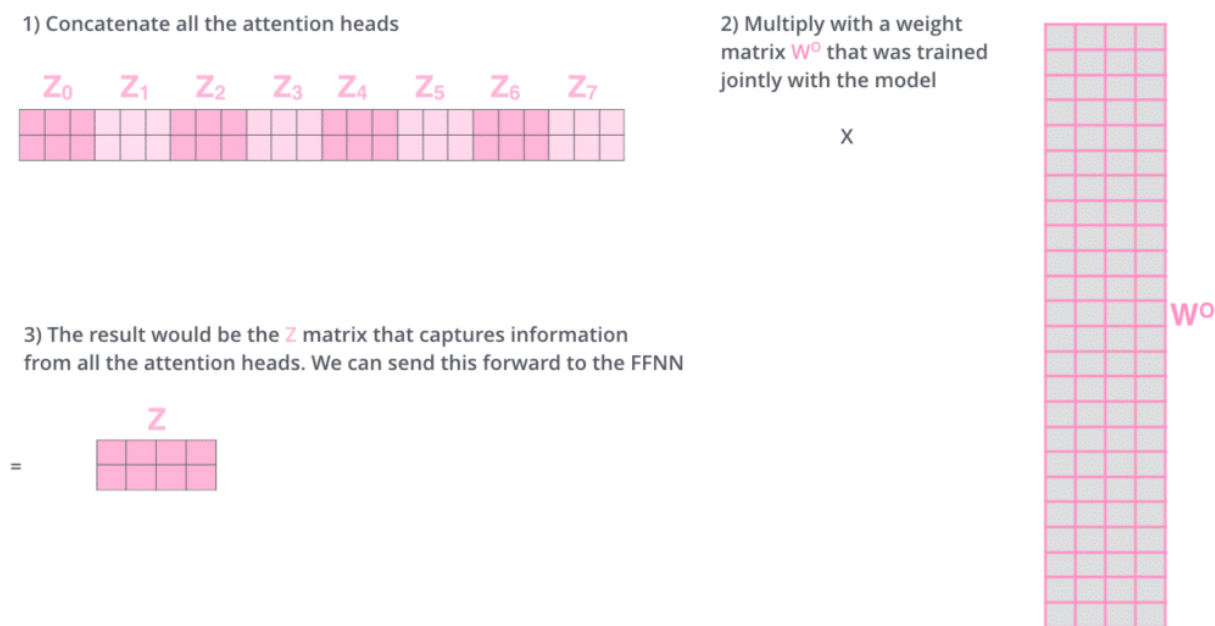 1) Concatenate all the attention heads
Z₀ Z₁ Z₂ Z₃ Z₄ Z₅ Z₆ Z₇
2) Multiply with a weight
matrix Wᴼ that was trained
jointly with the model
X
Wᴼ
3) The result would be the Z matrix that captures information
from all the attention heads. We can send this forward to the FFNN
Z
=